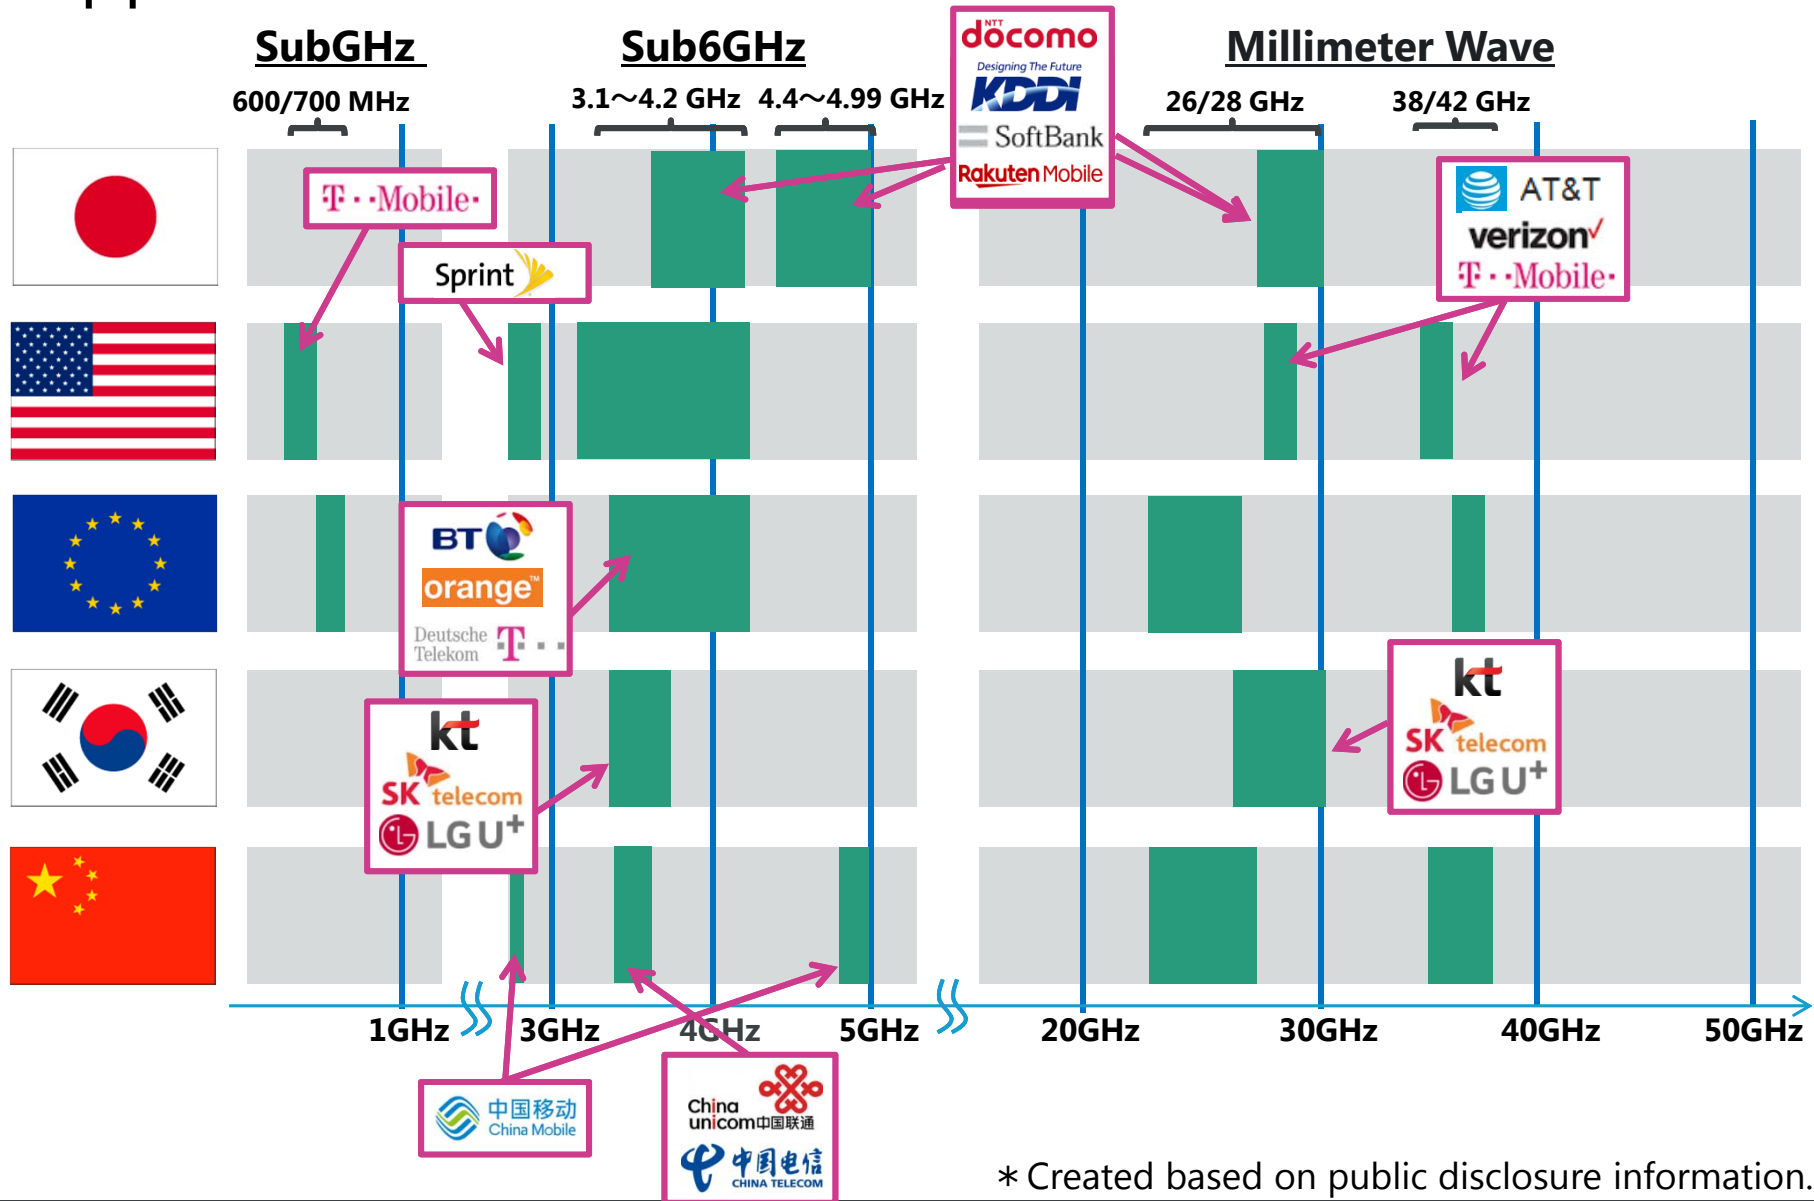 SubGHz
Sub6GHz
Millimeter Wave
600/700 MHz
3.1～4.2 GHz
4.4～4.99 GHz
26/28 GHz
38/42 GHz
NTT
döcomo
Designing The Future
KDDI
SoftBank
Rakuten Mobile
T··Mobile·
Sprint
AT&T
verizon✓
T··Mobile·
BT
orange™
Deutsche
Telekom T···
kt
SK telecom
LG U+
kt
SK telecom
LG U+
1GHz
3GHz
4GHz
5GHz
20GHz
30GHz
40GHz
50GHz
中国移动
China Mobile
China
unicom中国联通
中国电信
CHINA TELECOM
＊Created based on public disclosure information.